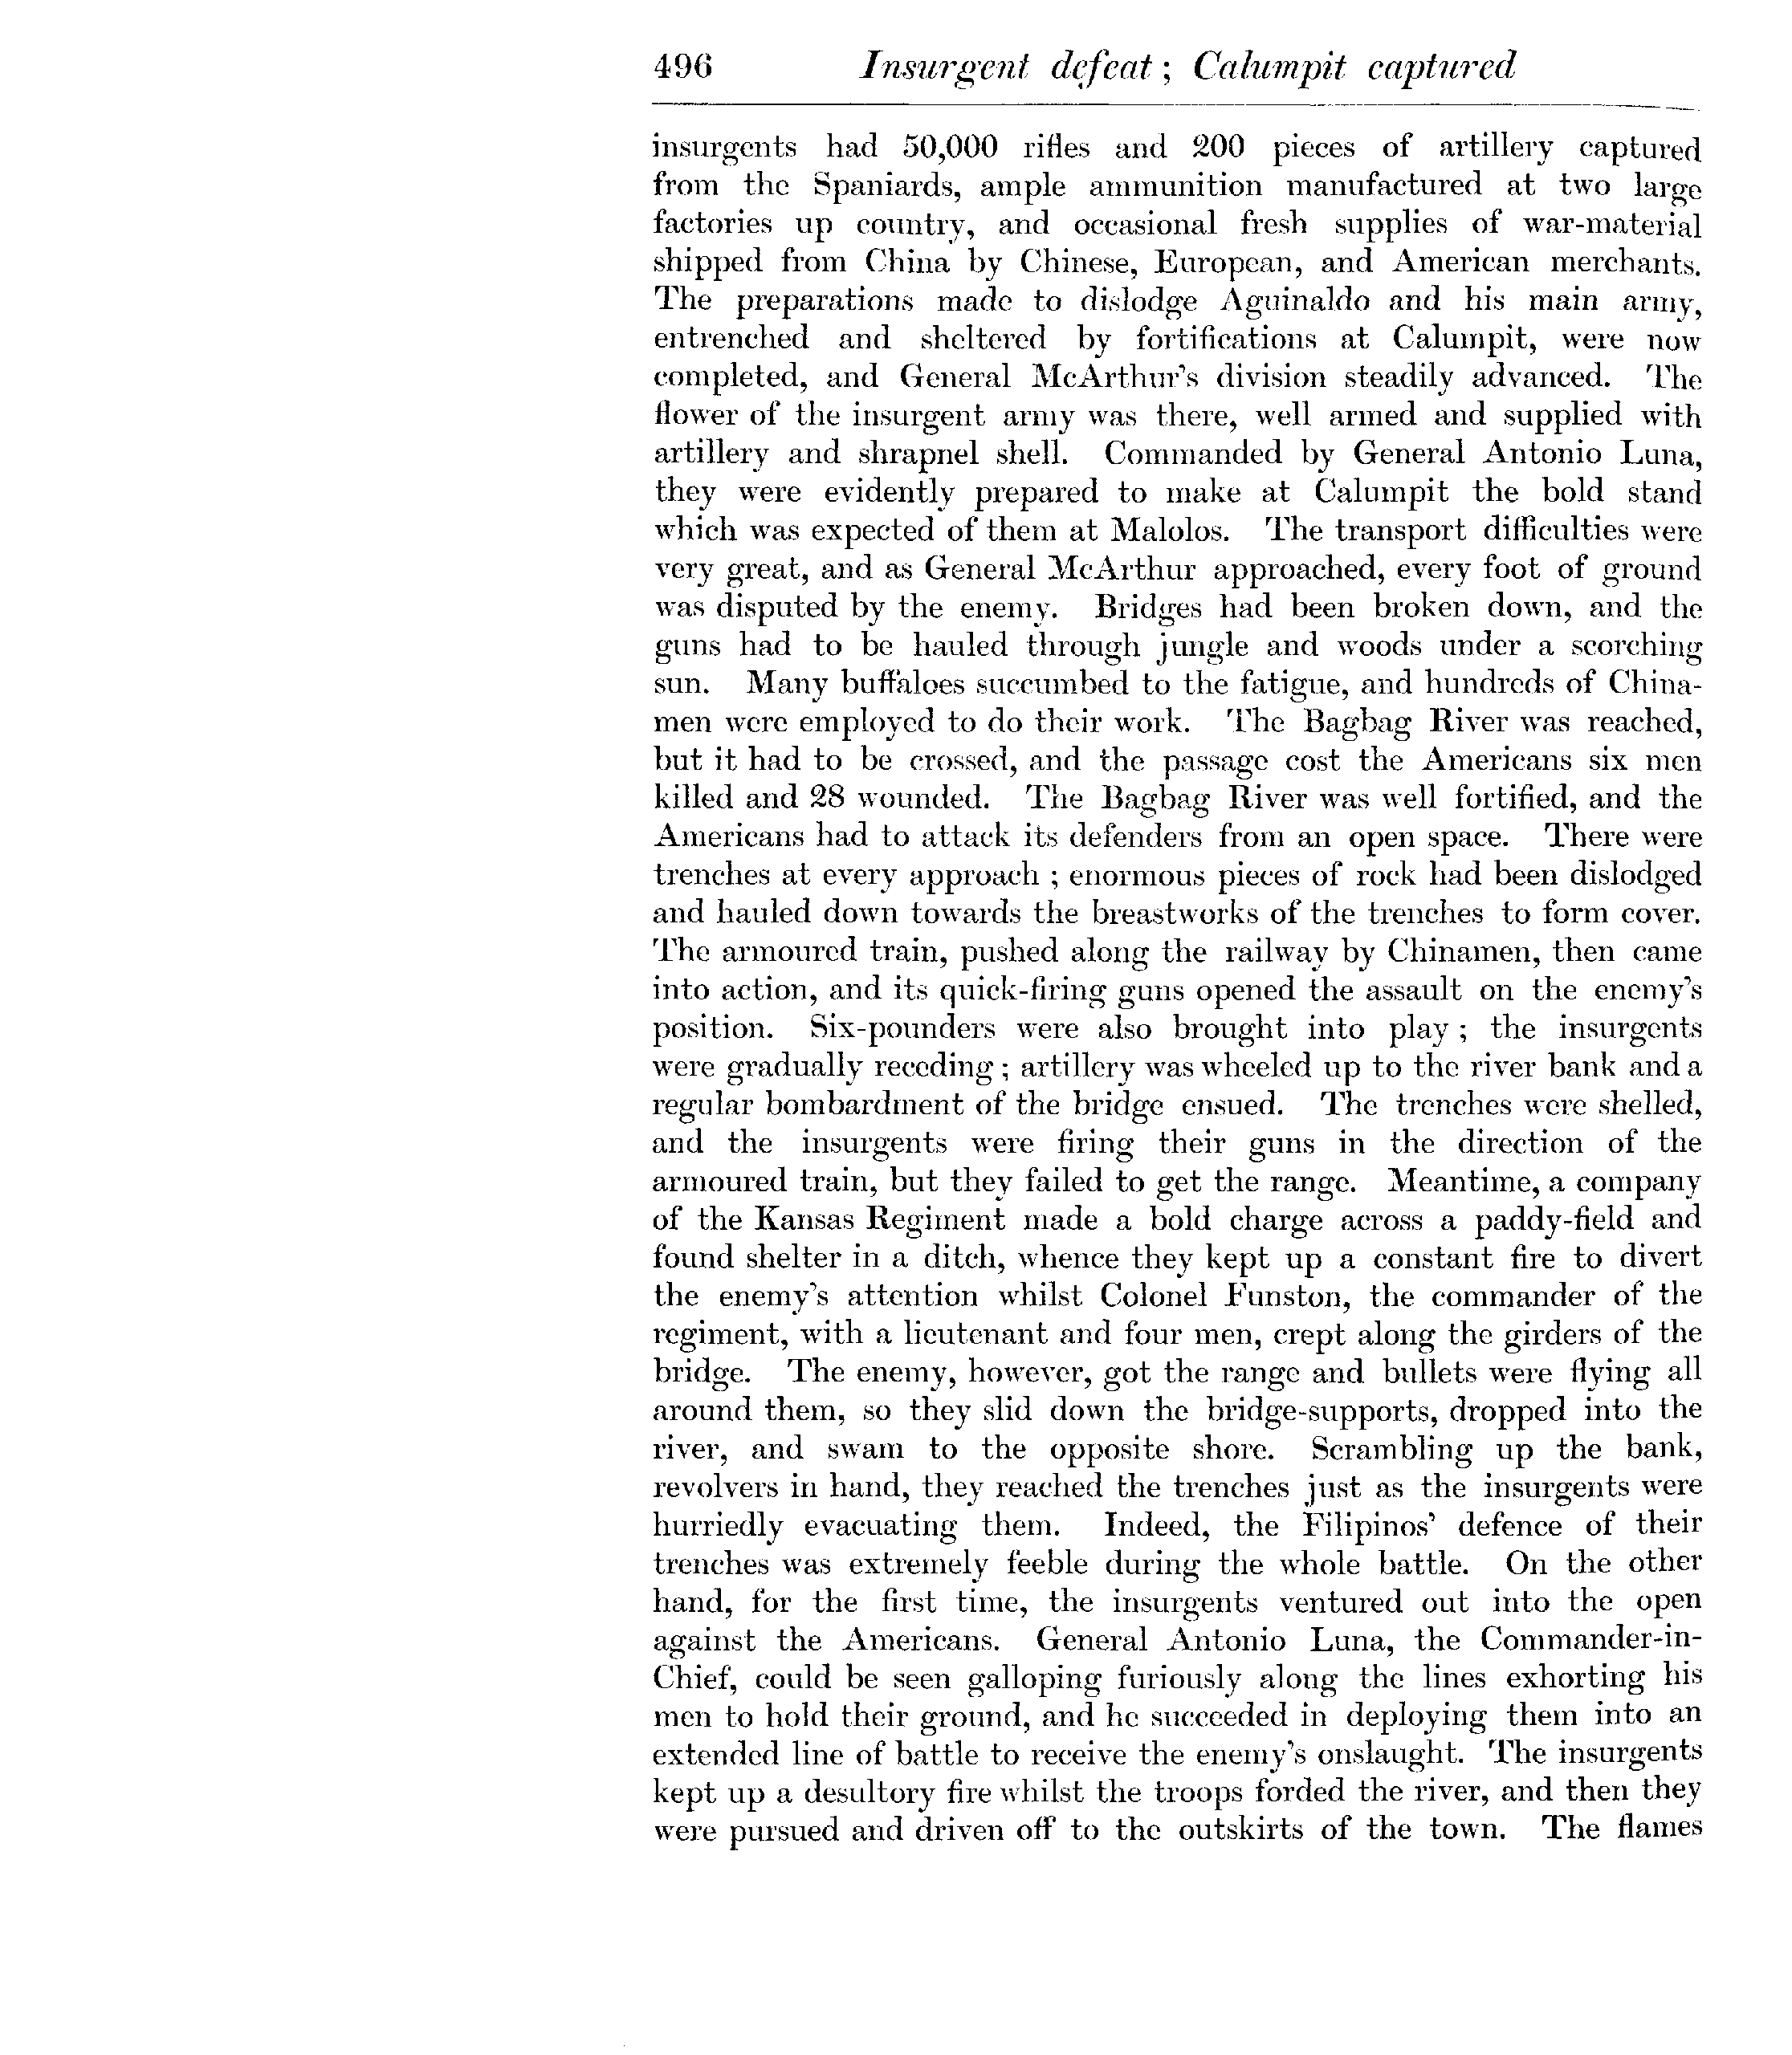 496 Insurgent defeat ; Calumpit captured
insurgents had 50,000 rifles and 200 pieces of artillery captured
from the Spaniards, ample ammunition manufactured at two large
factories up country, and occasional fresh supplies of war-material
shipped from China by Chinese, European, and American merchants.
The preparations made to dislodge Aguinaldo and his main army,
entrenched and sheltered by fortifications at Calumpit, were now
completed, and General McArthur's division steadily advanced. The
flower of the insurgent army was there, well armed and supplied with
artillery and shrapnel shell. Commanded by General Antonio Luna,
they were evidently prepared to make at Calumpit the bold stand
which was expected of them at Malolos. The transport difficulties were
very great, and as General McArthur approached, every foot of ground
was disputed by the enemy. Bridges had been broken down, and the
guns had to be hauled through jungle and woods under a scorching
sun. Many buffaloes succumbed to the fatigue, and hundreds of China-
men were employed to do their work. The Bagbag River was reached,
but it had to be crossed, and the passage cost the Americans six men
killed and 28 wounded. The Bagbag River was well fortified, and the
Americans had to attack its defenders from an open space. There were
trenches at every approach ; enormous pieces of rock had been dislodged
and hauled down towards the breastworks of the trenches to form cover.
The armoured train, pushed along the railway by Chinamen, then came
into action, and its quick-firing guns opened the assault on the enemy's
position. Six-pounders were also brought into play ; the insurgents
were gradually receding ; artillery was wheeled up to the river bank and a
regular bombardment of the bridge ensued. The trenches were shelled,
and the insurgents were firing their guns in the direction of the
armoured train, but they failed to get the range. Meantime, a company
of the Kansas Regiment made a bold charge across a paddy-field and
found shelter in a ditch, whence they kept up a constant fire to divert
the enemy's attention whilst Colonel Funston, the commander of the
regiment, with a lieutenant and four men, crept along the girders of the
bridge. The enemy, however, got the range and bullets were flying all
around them, so they slid down the bridge-supports, dropped into the
river, and swam to the opposite shore. Scrambling up the bank,
revolvers in hand, they reached the trenches just as the insurgents were
hurriedly evacuating them. Indeed, the Filipinos' defence of their
trenches was extremely feeble during the whole battle. On the other
hand, for the first time, the insurgents ventured out into the open
against the Americans. General Antonio Luna, the Commander-in-
Chief, could be seen galloping furiously along the lines exhorting his
men to hold their ground, and he succeeded in deploying them into an
extended line of battle to receive the enemy's onslaught. The insurgents
kept up a desultory fire whilst the troops forded the river, and then they
were pursued and driven off to the outskirts of the town. The flames